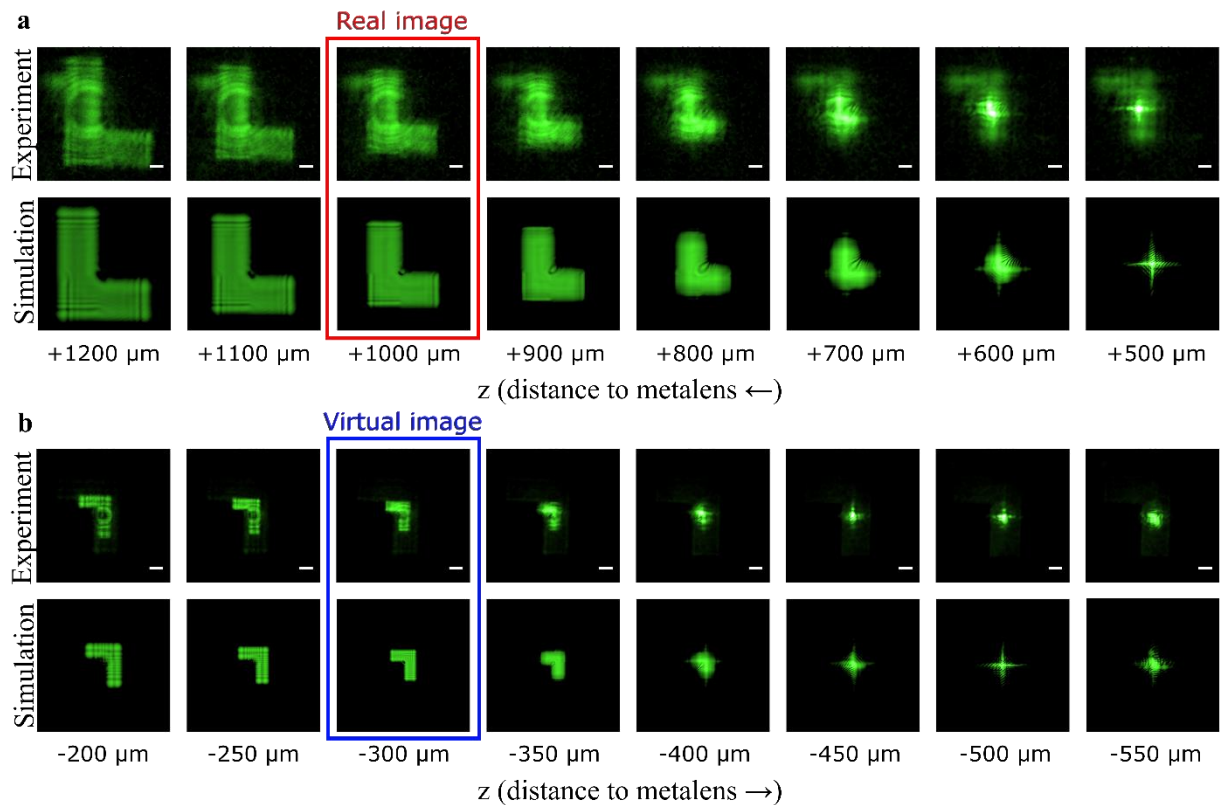 a
Real image
Experiment
Simulation
+1200 µm +1100 µm +1000 µm +900 µm +800 µm +700 µm +600 µm +500 µm
z (distance to metalens ←)
b
Virtual image
Experiment
Simulation
-200 µm -250 µm -300 µm -350 µm -400 µm -450 µm -500 µm -550 µm
z (distance to metalens →)